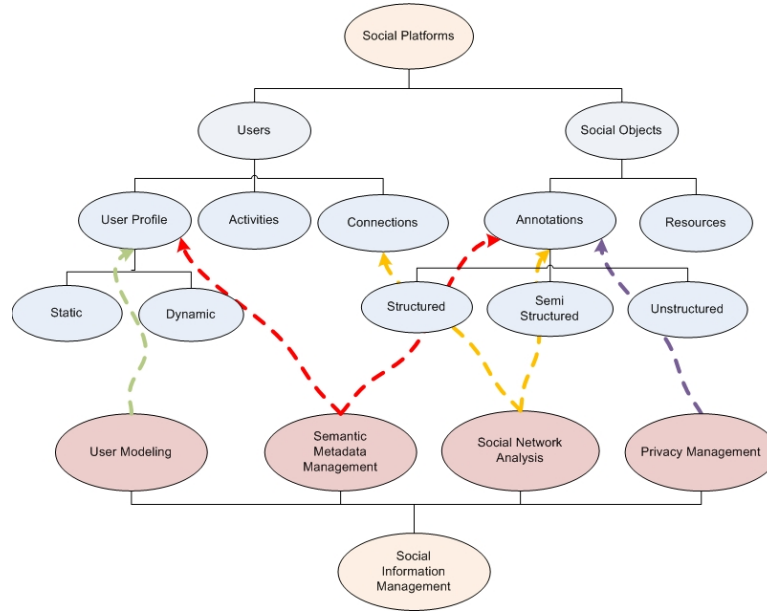 Social Platforms
Users
Social Objects
User Profile
Activities
Connections
Annotations
Resources
Static
Dynamic
Structured
Semi
Structured
Unstructured
User Modeling
Semantic
Metadata
Management
Social Network
Analysis
Privacy Management
Social
Information
Management